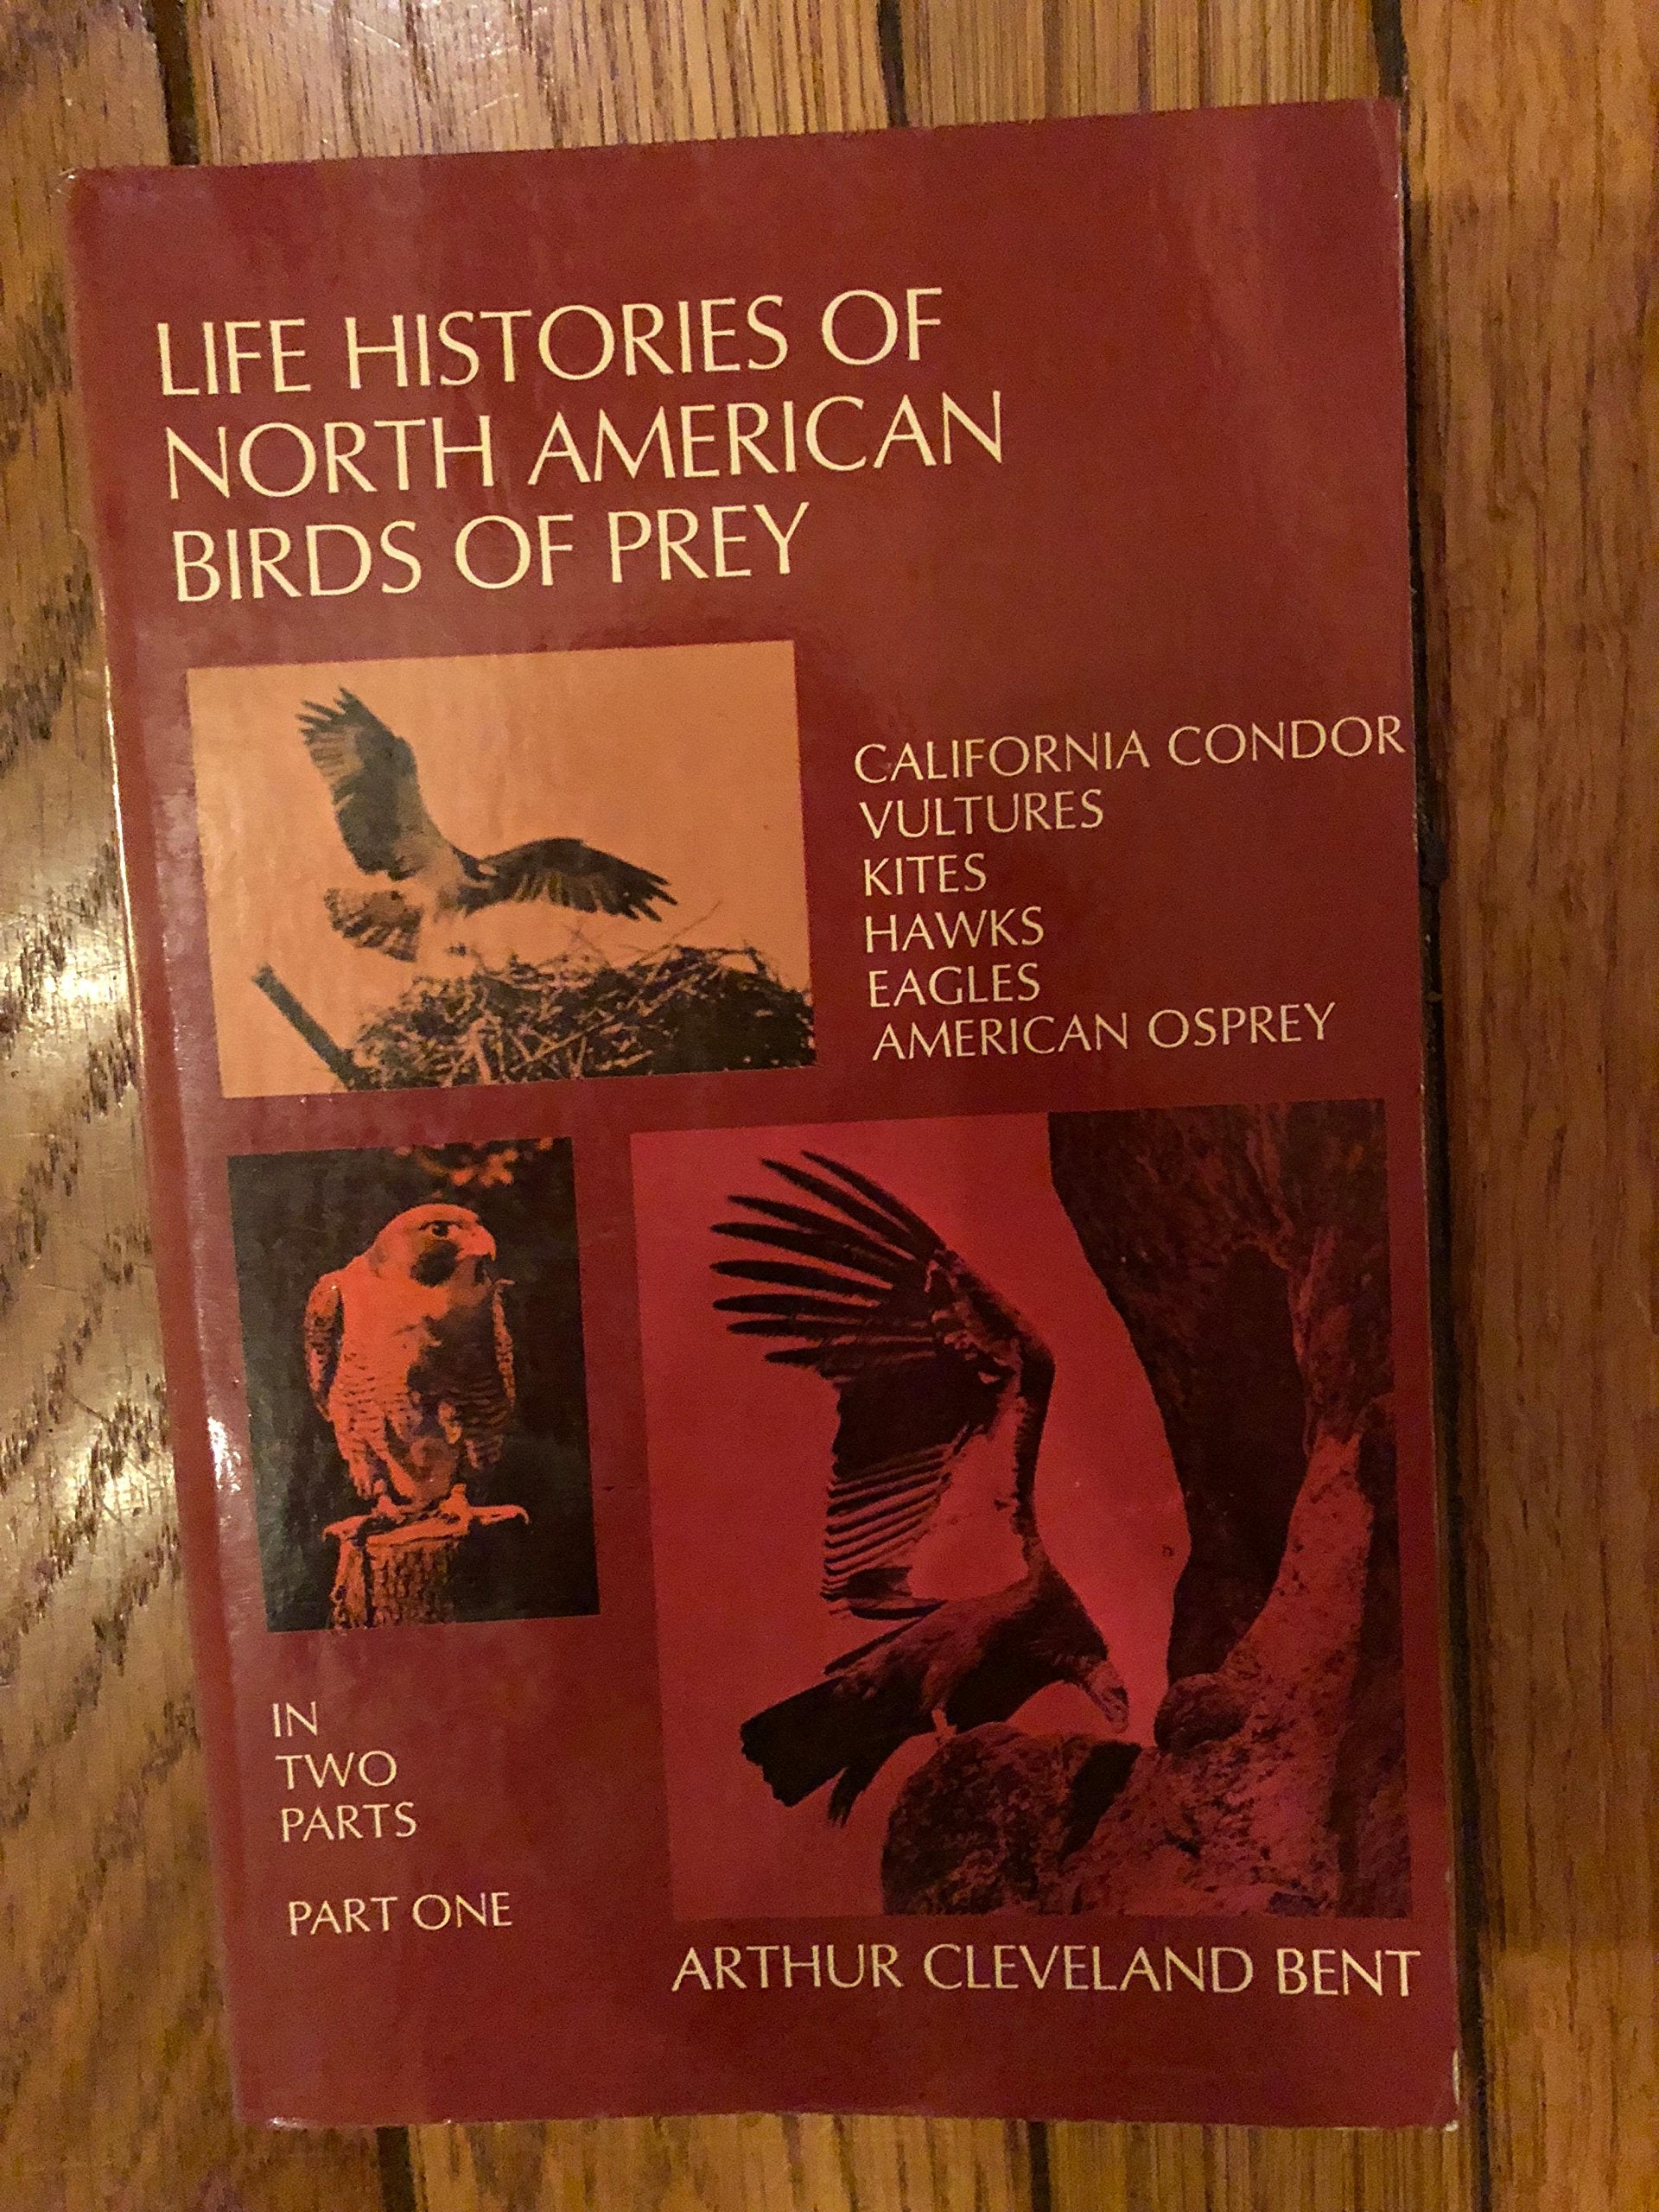 LIFE HISTORIES OF
NORTH AMERICAN
BIRDS OF PREY
CALIFORNIA CONDOR
VULTURES
KITES
HAWKS
EAGLES
AMERICAN OSPREY
IN
TWO
PARTS
PART ONE
ARTHUR CLEVELAND BENT